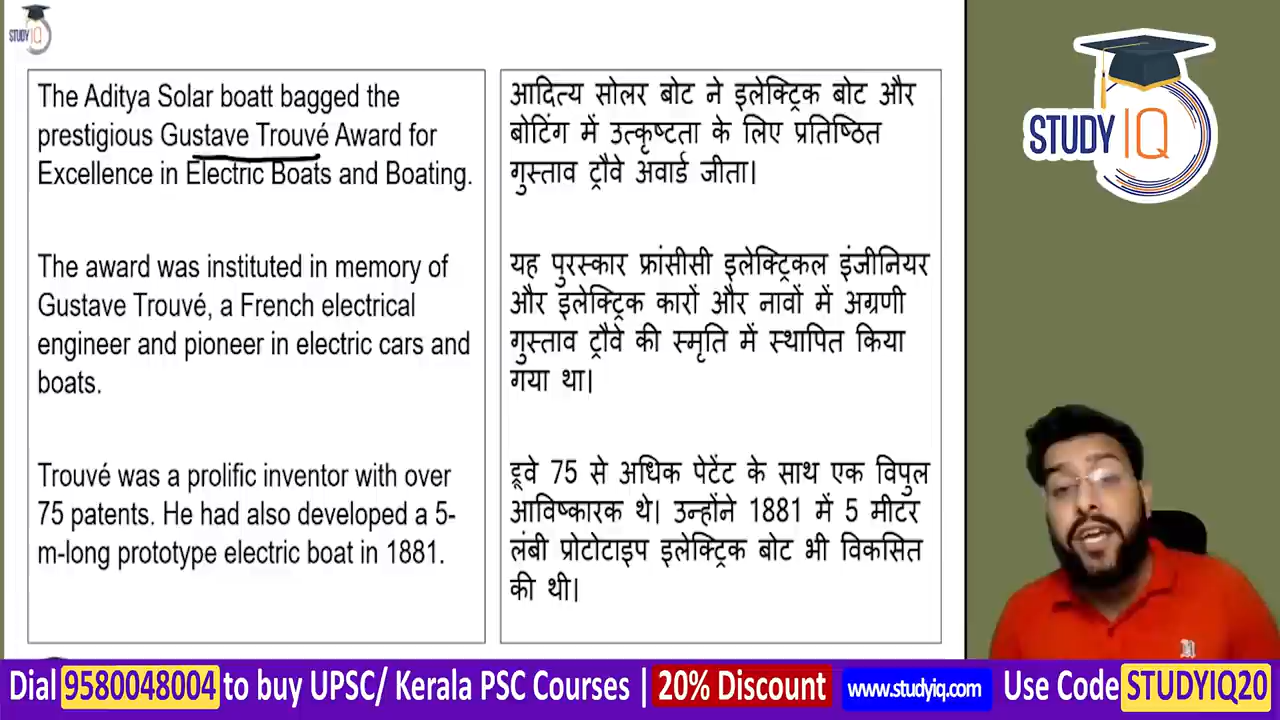 STUDY IQ
The Aditya Solar boatt bagged the
prestigious Gustave Trouvé Award for
Excellence in Electric Boats and Boating.
The award was instituted in memory of
Gustave Trouvé, a French electrical
engineer and pioneer in electric cars and
boats.
Trouvé was a prolific inventor with over
75 patents. He had also developed a 5-
m-long prototype electric boat in 1881.
आदित्य सोलर बोट ने इलेक्ट्रिक बोट और
बोटिंग में उत्कृष्टता के लिए प्रतिष्ठित
गुस्ताव ट्रौवे अवार्ड जीता।
यह पुरस्कार फ्रांसीसी इलेक्ट्रिकल इंजीनियर
और इलेक्ट्रिक कारों और नावों में अग्रणी
गुस्ताव ट्रौवे की स्मृति में स्थापित किया
गया था।
ड्रूवे 75 से अधिक पेटेंट के साथ एक विपुल
आविष्कारक थे। उन्होंने 1881 में 5 मीटर
लंबी प्रोटोटाइप इलेक्ट्रिक बोट भी विकसित
की थी।
STUDY IQ
Dial 9580048004 to buy UPSC/ Kerala PSC Courses | 20% Discount www.studyiq.com Use Code STUDYIQ20